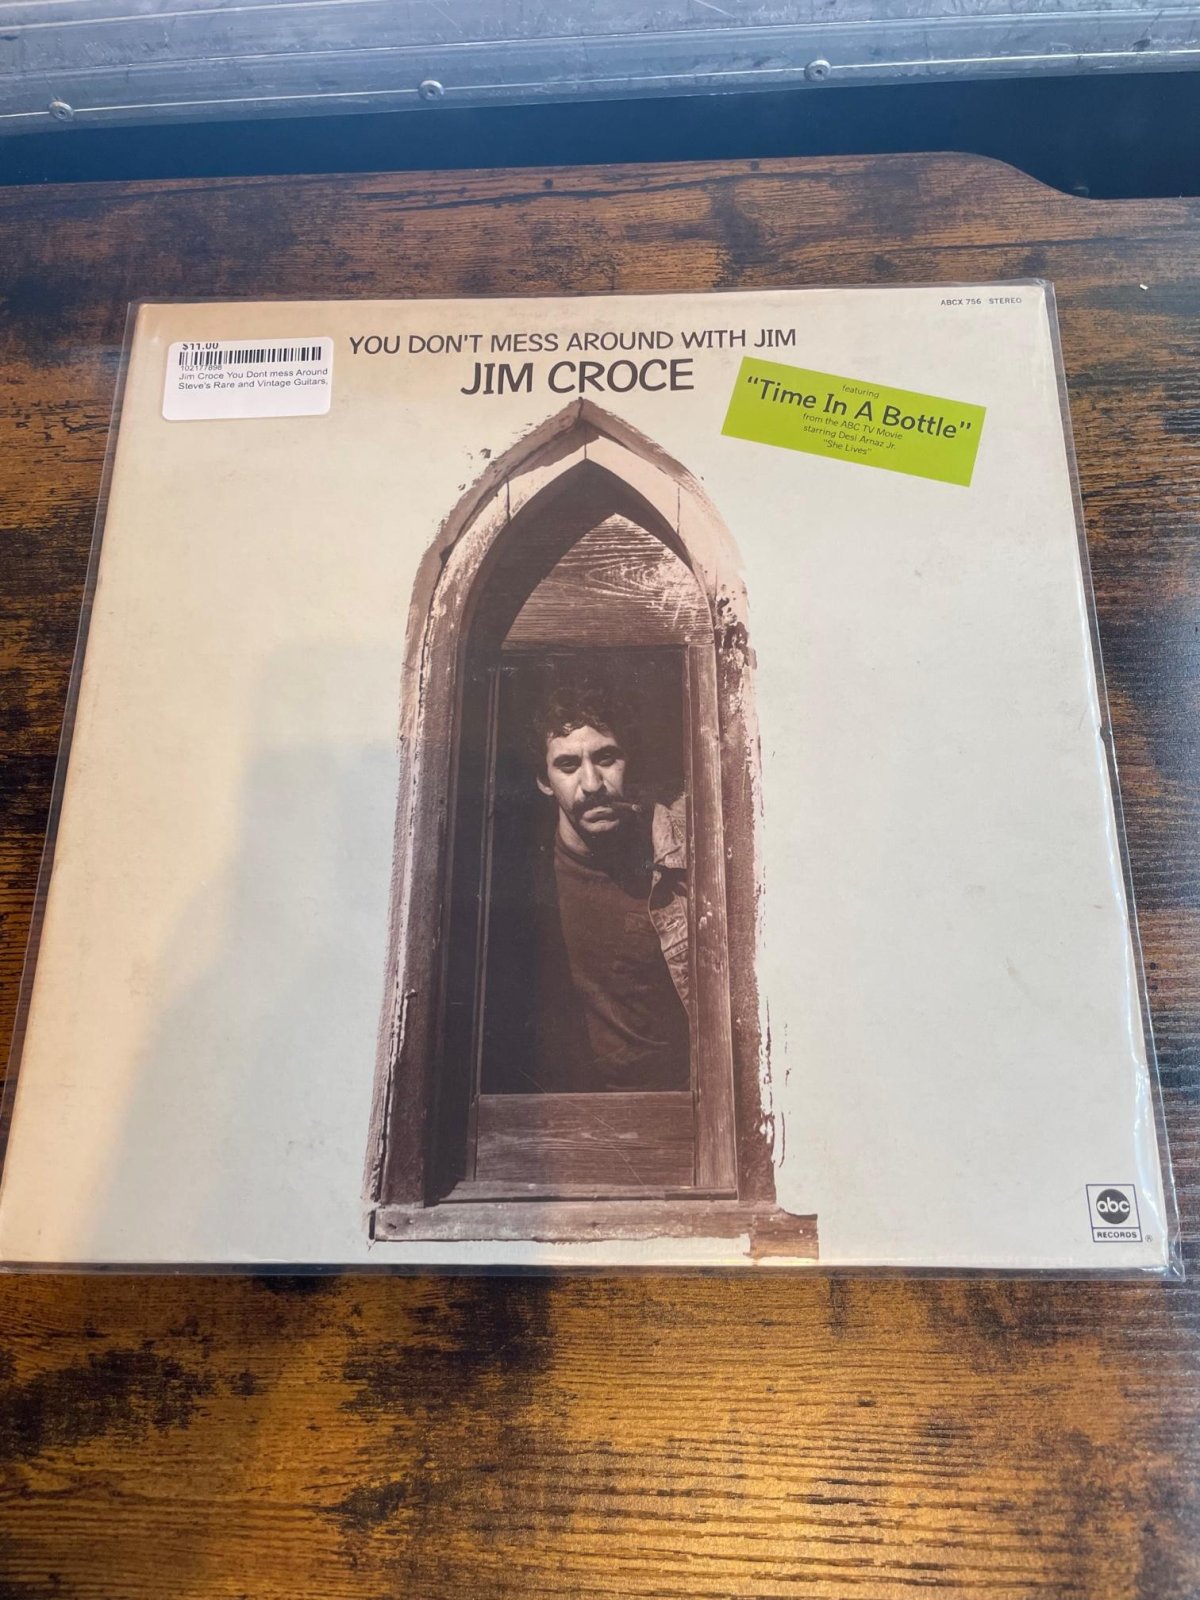 ABCX 756 STEREO
YOU DON'T MESS AROUND WITH JIM
JIM CROCE
$11.00
102177898
Jim Croce You Dont mess Around
Steve's Rare and Vintage Guitars,
featuring
"Time In A Bottle"
from the ABC TV Movie
starring Desi Arnaz Jr.
"She Lives"
abc
RECORDS ®